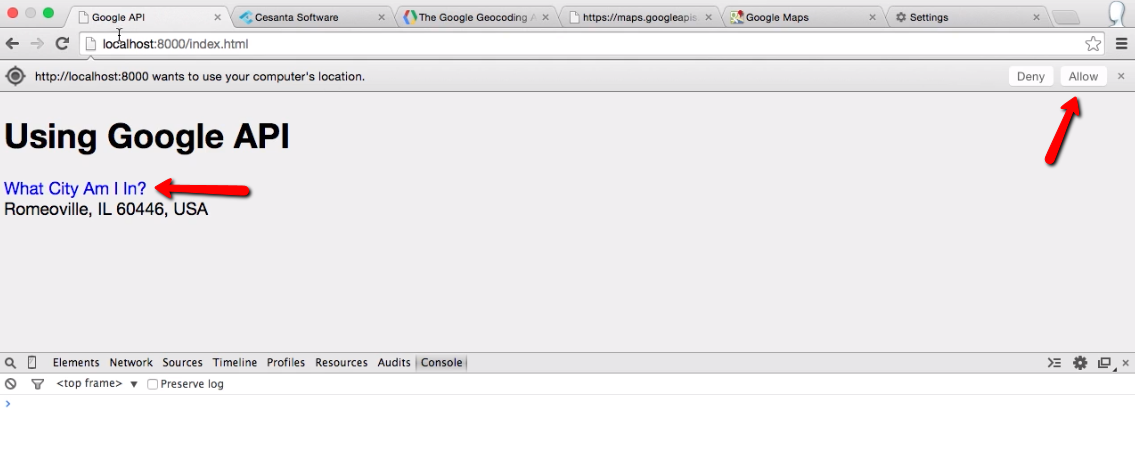 Google API
Cesanta Software
The Google Geocoding A
https://maps.googleapis.
Google Maps
Settings
localhost:8000/index.html
http://localhost:8000 wants to use your computer's location.
Deny
Allow
Using Google API
What City Am I In?
Romeoville, IL 60446, USA
Elements Network Sources Timeline Profiles Resources Audits Console
<top frame> ▼ Preserve log